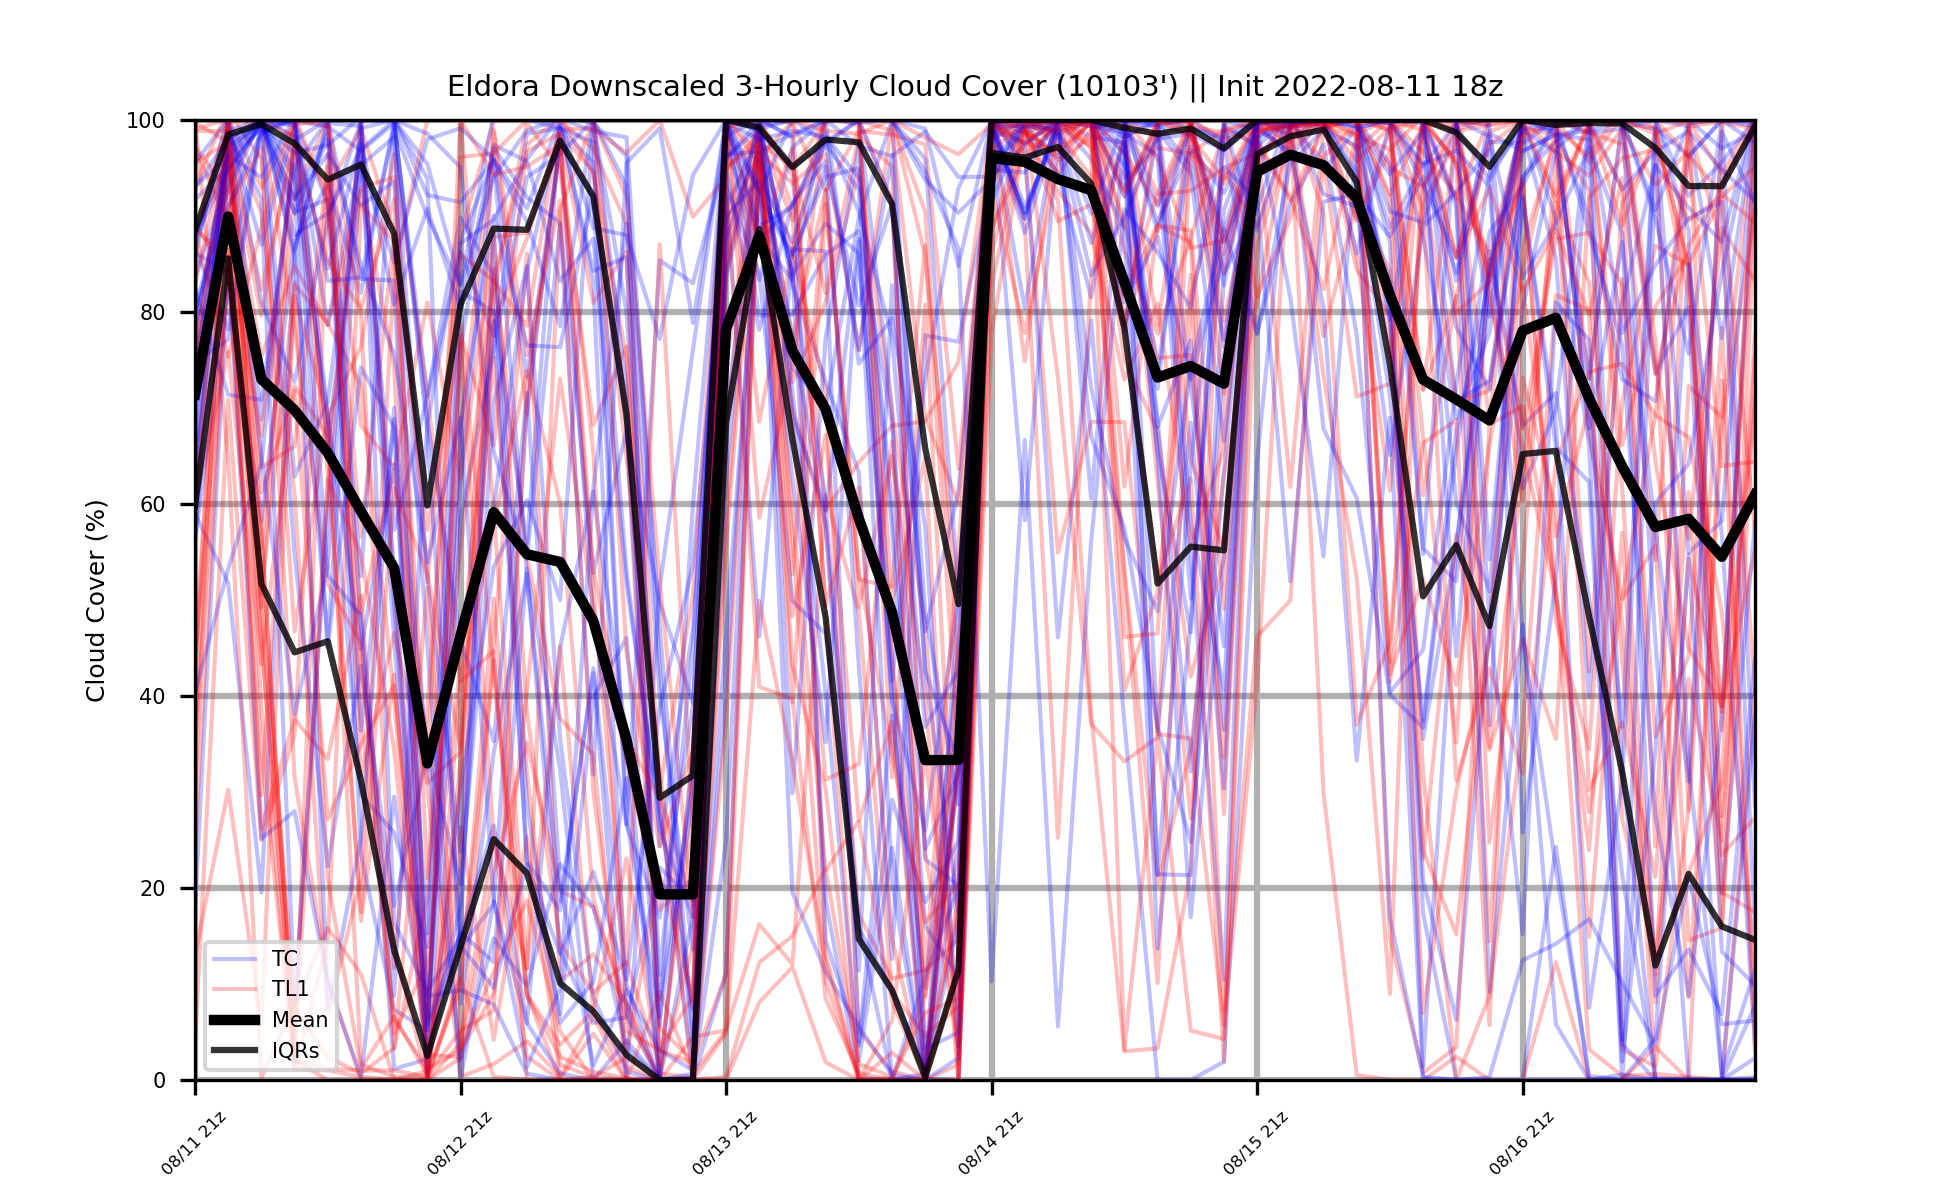 Eldora Downscaled 3-Hourly Cloud Cover (10103') || Init 2022-08-11 18z
Cloud Cover (%)
100
80
60
40
20
0
TC
TL1
Mean
IQRs
08/11 21z
08/12 21z
08/13 21z
08/14 21z
08/15 21z
08/16 21z